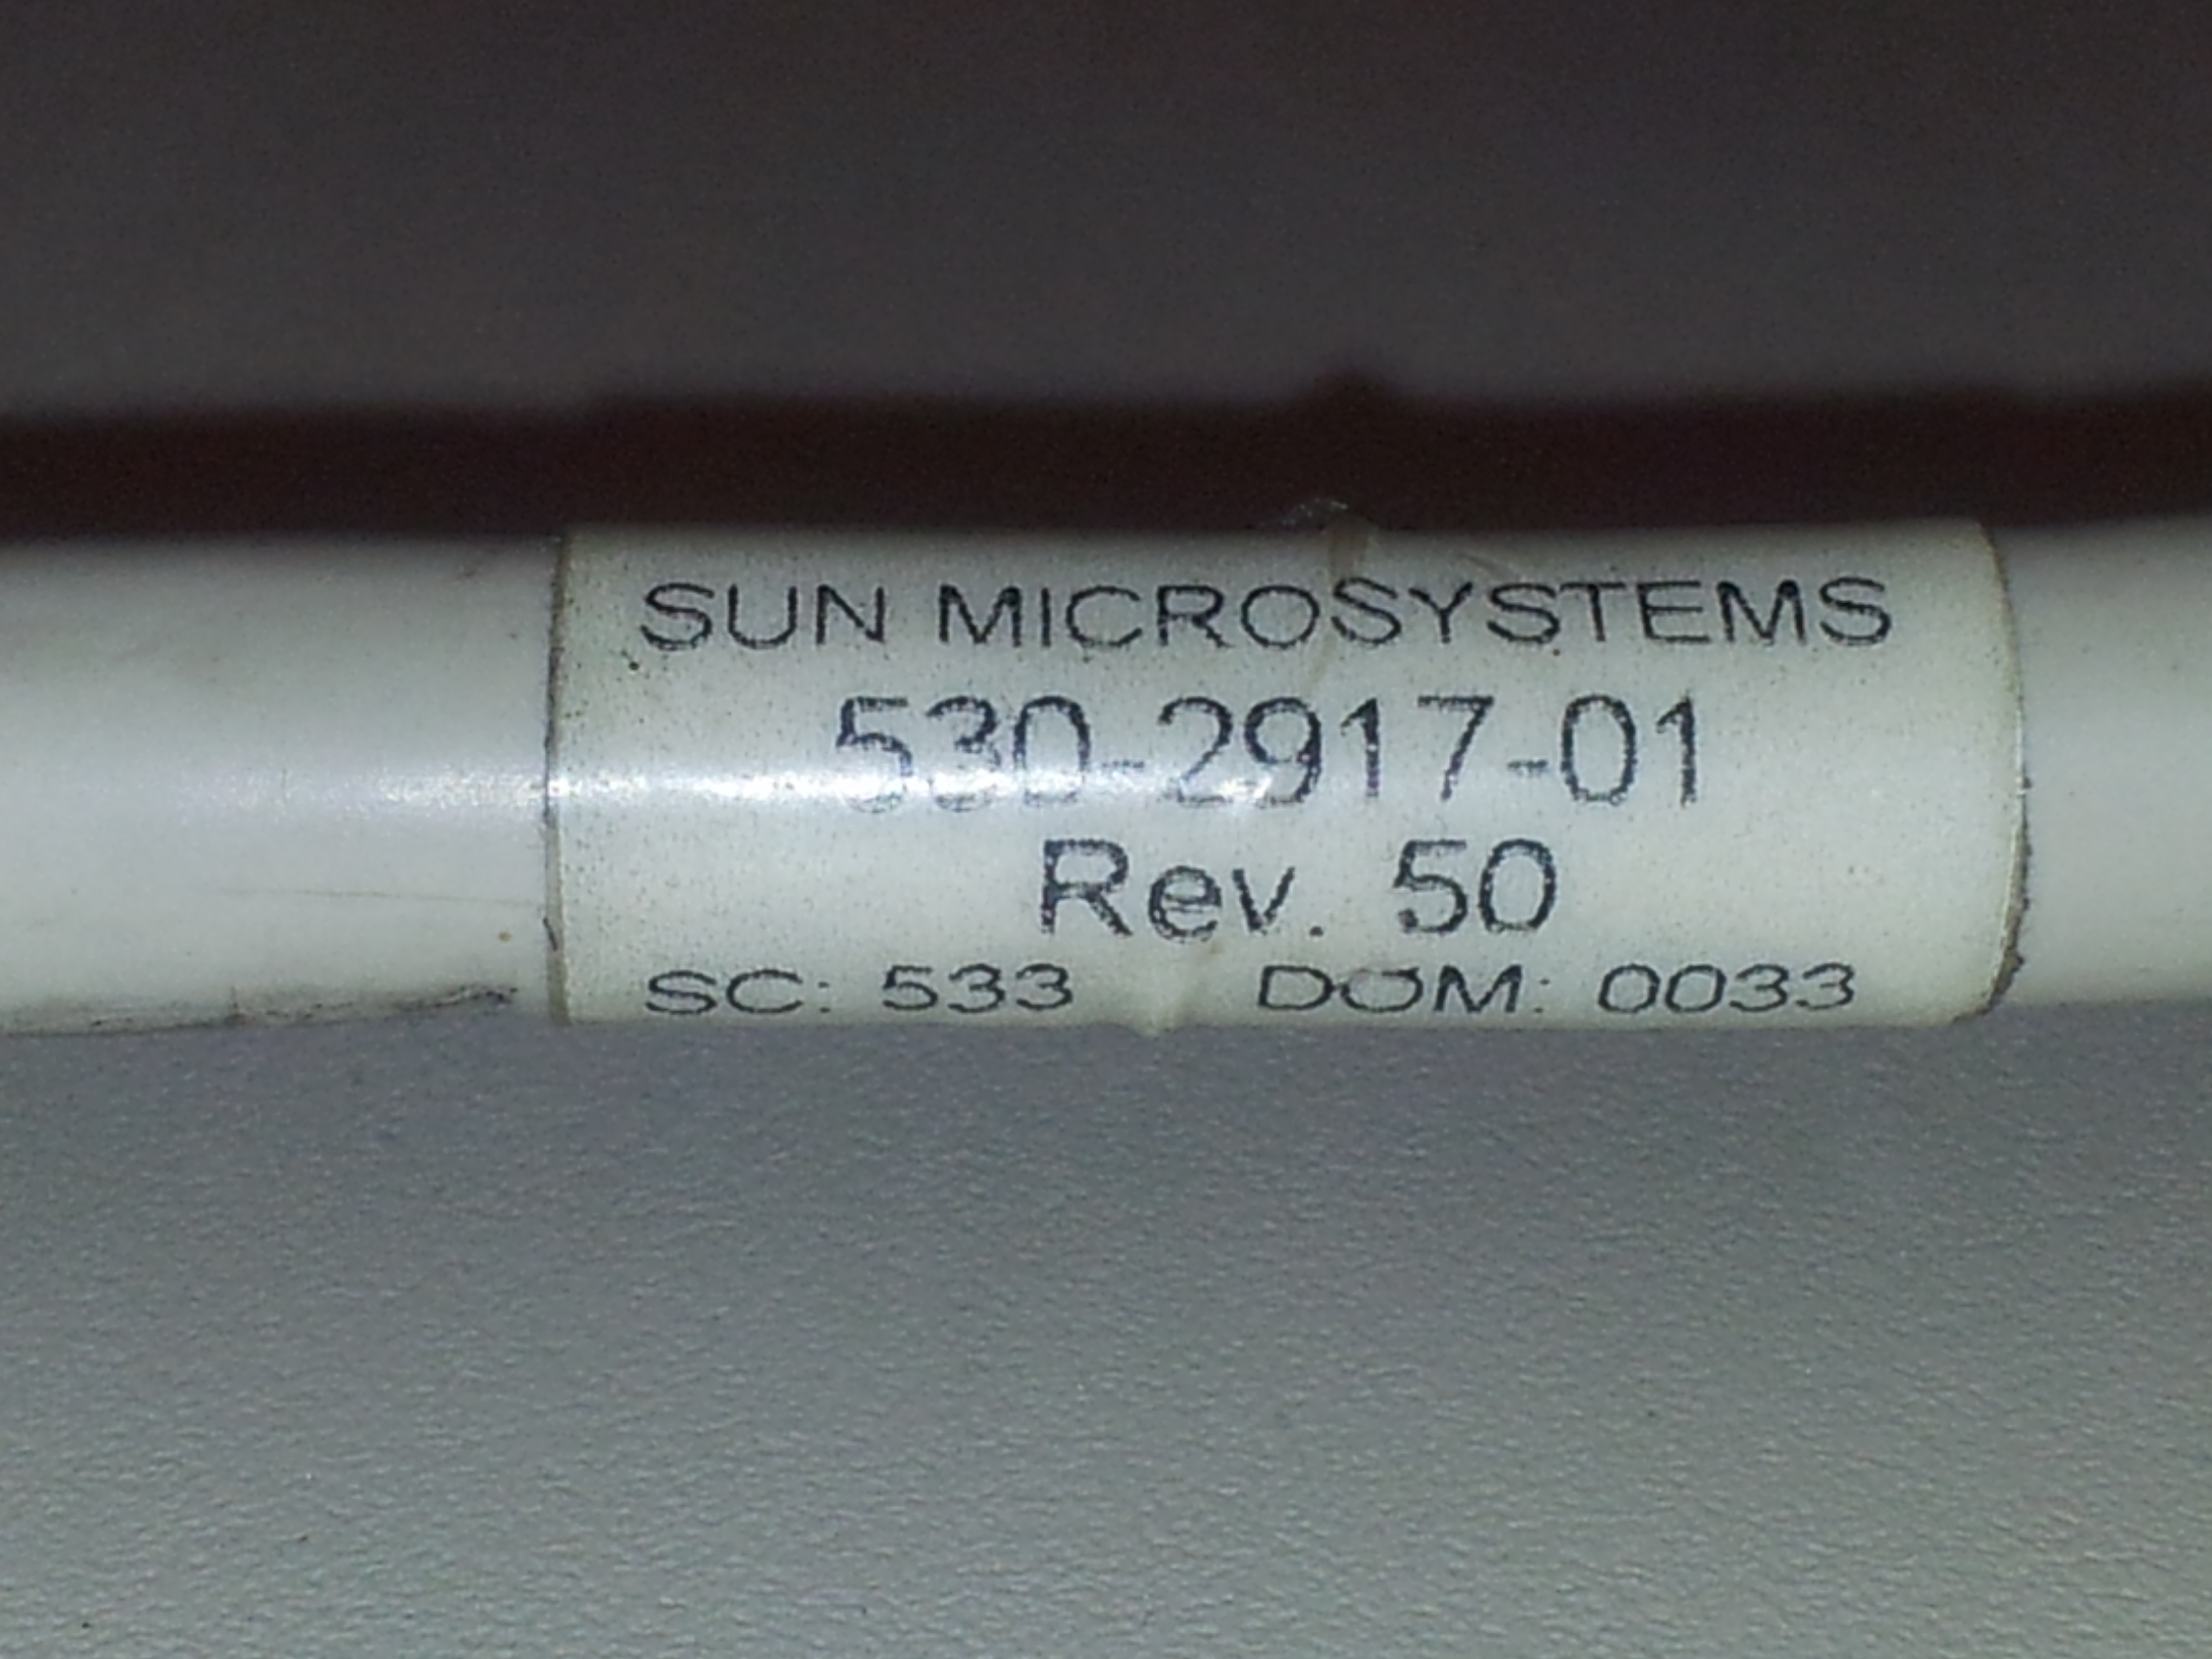 SUN MICROSYSTEMS
530-2917-01
Rev. 50
SC: 533 DOM: 0033